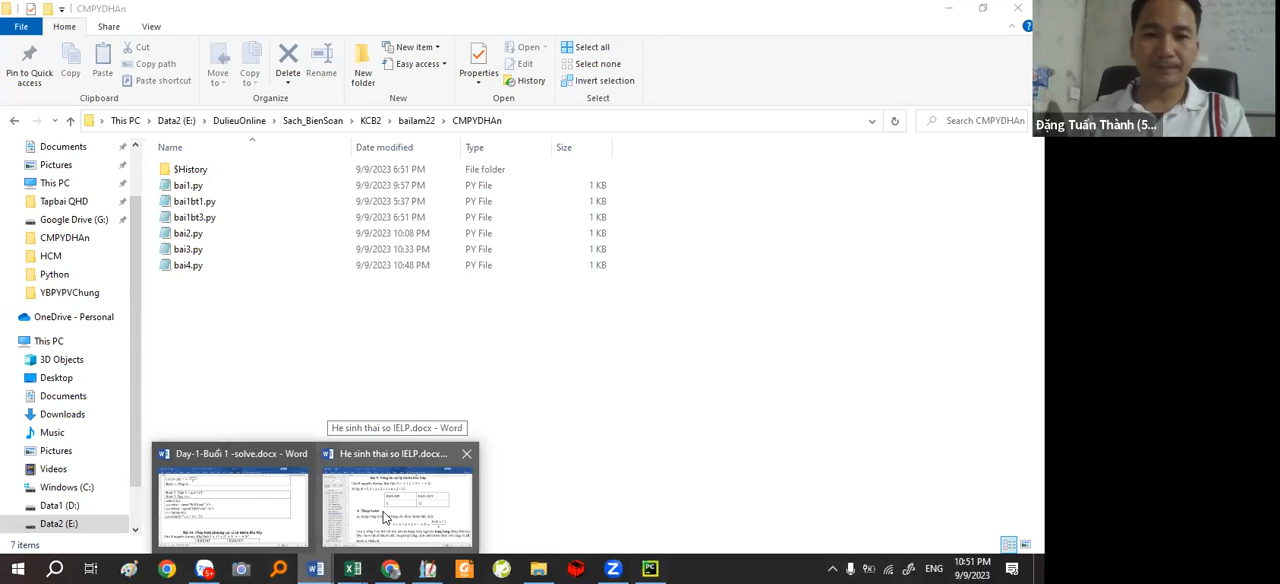 CMPYDHAn
File Home Share View
Pin to Quick access
Copy
Paste
Cut
Copy path
Paste shortcut
Clipboard
Move to
Copy to
Delete
Rename
Organize
New folder
New item
Easy access
New
Properties
Open
Edit
History
Open
Select all
Select none
Invert selection
Select
This PC Data2 (E:) DulieuOnline Sach_BienSoan KCB2 bailam22 CMPYDHAn
Search CMPYDHAn
Đặng Tuấn Thành (5...
Name Date modified Type Size
$History 9/9/2023 6:51 PM File folder
bai1.py 9/9/2023 9:57 PM PY File 1 KB
bai1bt1.py 9/9/2023 5:37 PM PY File 1 KB
bai1bt3.py 9/9/2023 6:51 PM PY File 1 KB
bai2.py 9/9/2023 10:08 PM PY File 1 KB
bai3.py 9/9/2023 10:33 PM PY File 1 KB
bai4.py 9/9/2023 10:48 PM PY File 1 KB
Documents
Pictures
This PC
Tapbai QHD
Google Drive (G:)
CMPYDHAn
HCM
Python
YBPYPVChung
OneDrive - Personal
This PC
3D Objects
Desktop
Documents
Downloads
Music
Pictures
Videos
Windows (C:)
Data1 (D:)
Data2 (E:)
7 items
He sinh thai so IELP.docx - Word
Day-1-Buổi 1 -solve.docx - Word
He sinh thai so IELP.docx...
ENG
10:51 PM
9/9/2023